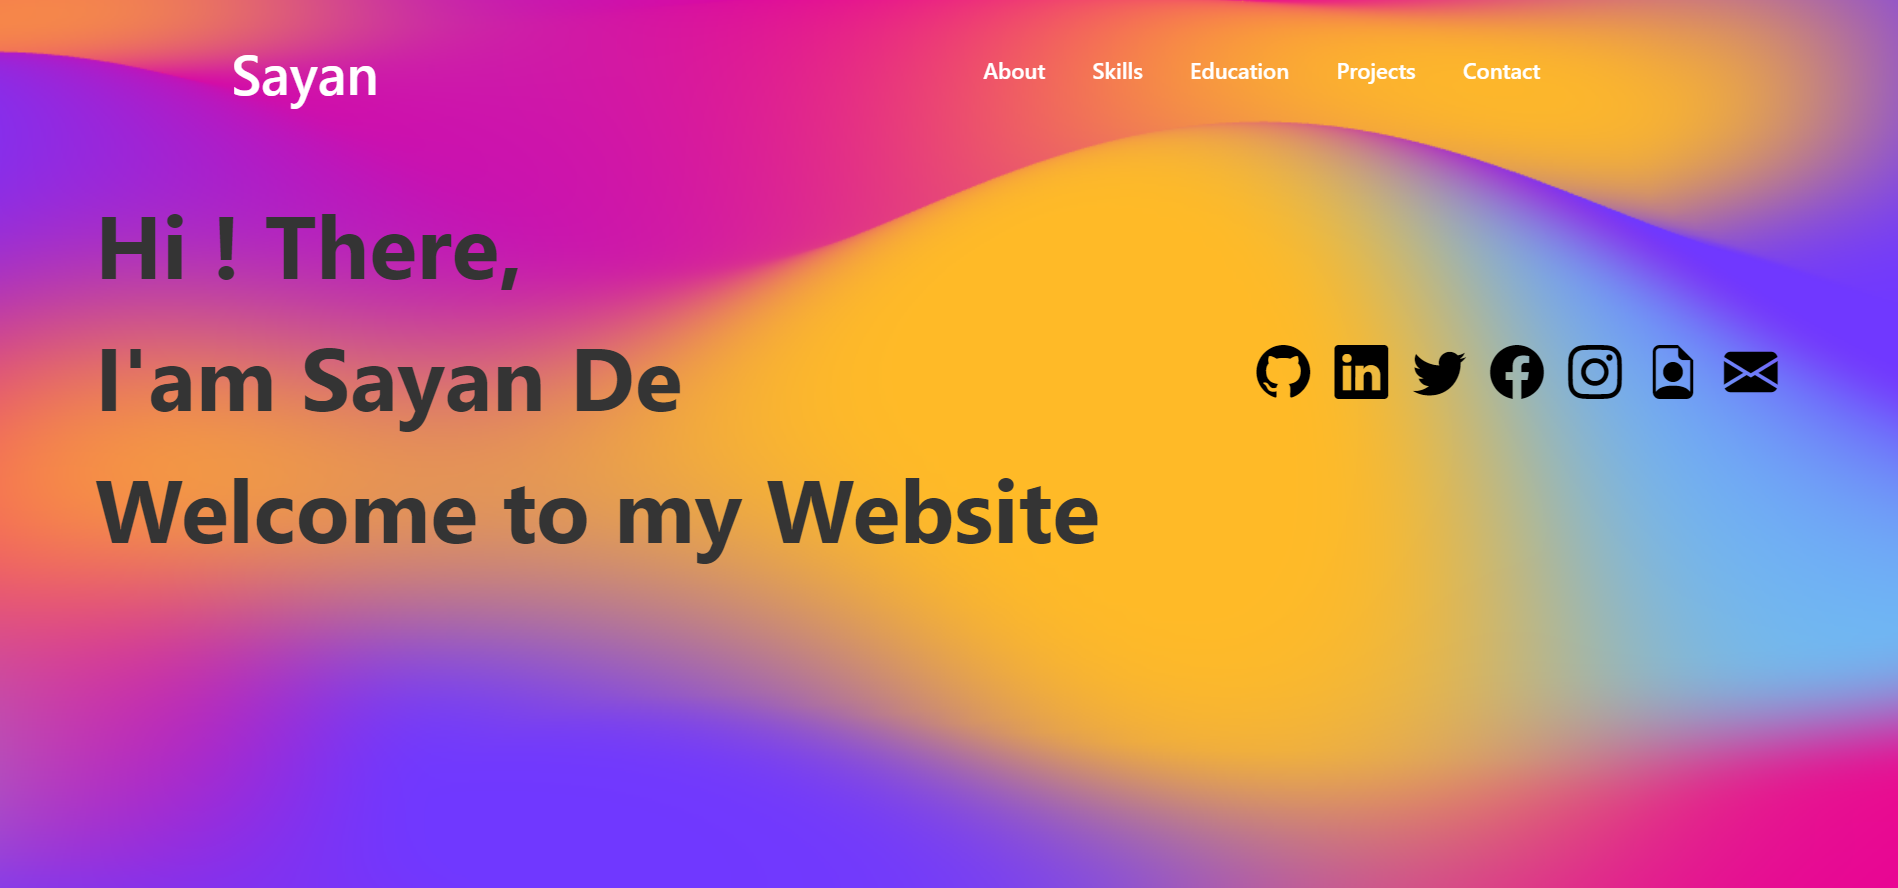 Sayan
About Skills Education Projects Contact
Hi ! There,
I'am Sayan De
Welcome to my Website